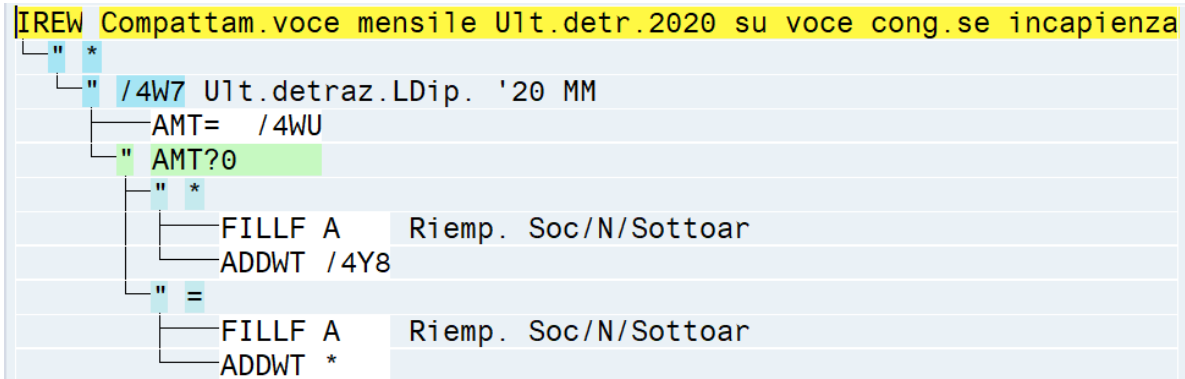 IREW Compattam.voce mensile Ult.detr.2020 su voce cong.se incapienza
" *
" /4W7 Ult.detraz.LDip. '20 MM
AMT= /4WU
" AMT?0
" *
FILLF A Riemp. Soc/N/Sottoar
ADDWT /4Y8
" =
FILLF A Riemp. Soc/N/Sottoar
ADDWT *